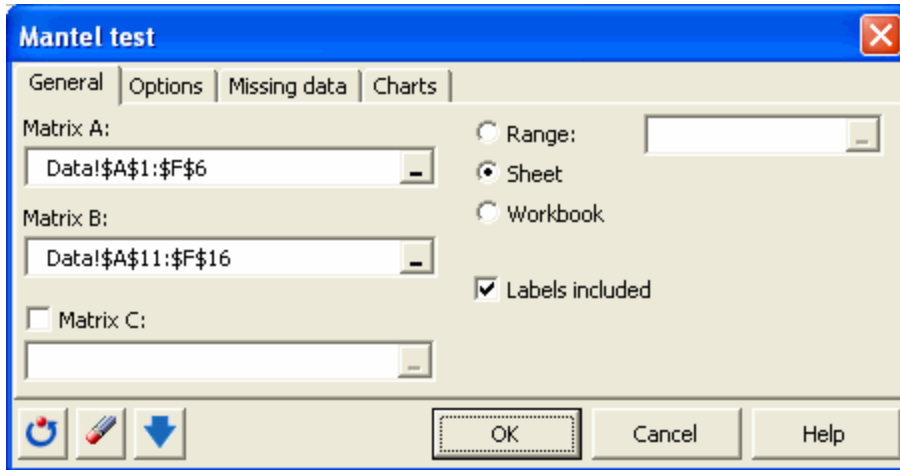 Mantel test
General Options Missing data Charts
Matrix A:
Data!$A$1:$F$6
Matrix B:
Data!$A$11:$F$16
Matrix C:
Range:
Sheet
Workbook
Labels included
OK Cancel Help